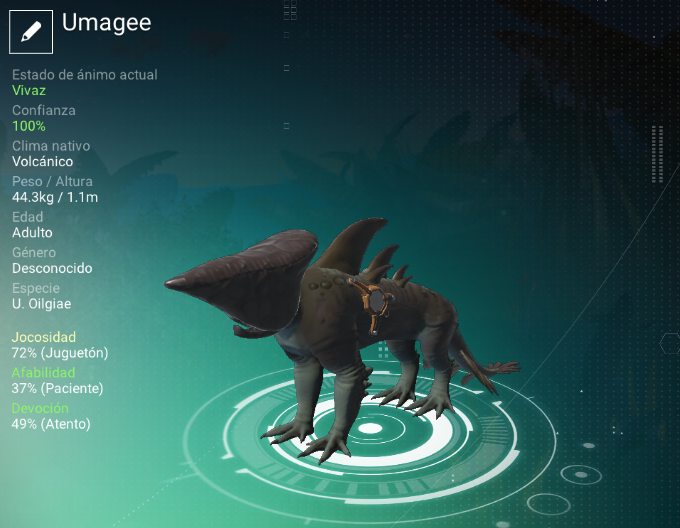 Umagee
Estado de ánimo actual
Vivaz
Confianza
100%
Clima nativo
Volcánico
Peso / Altura
44.3kg / 1.1m
Edad
Adulto
Género
Desconocido
Especie
U. Oilgiae
Jocosidad
72% (Juguetón)
Afabilidad
37% (Paciente)
Devoción
49% (Atento)